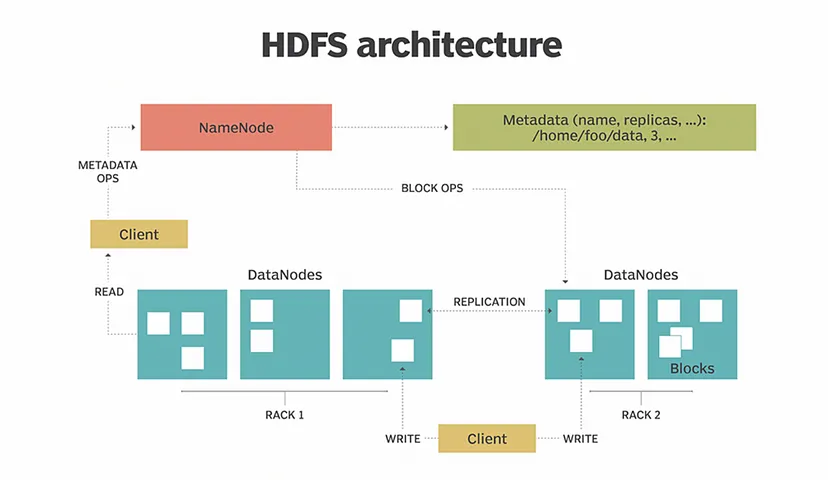 HDFS architecture
NameNode
Metadata (name, replicas, ...):
/home/foo/data, 3, ...
METADATA
OPS
BLOCK OPS
Client
DataNodes
DataNodes
READ
REPLICATION
Blocks
RACK 1
RACK 2
WRITE
Client
WRITE